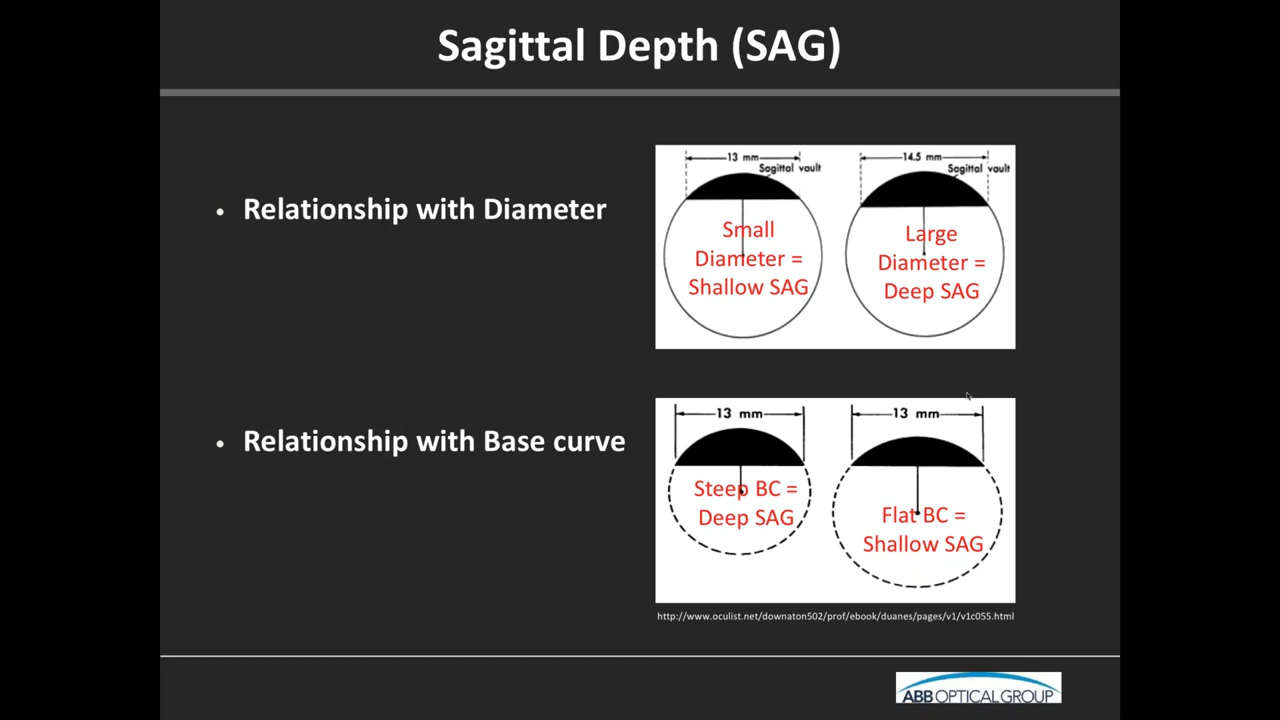 Sagittal Depth (SAG)
• Relationship with Diameter
13 mm
Sagittal vault
Small
Diameter =
Shallow SAG
14.5 mm
Sagittal vault
Large
Diameter =
Deep SAG
• Relationship with Base curve
13 mm
Steep BC =
Deep SAG
13 mm
Flat BC =
Shallow SAG
http://www.oculist.net/downaton502/prof/ebook/duanes/pages/v1/v1c055.html
ABB OPTICAL GROUP